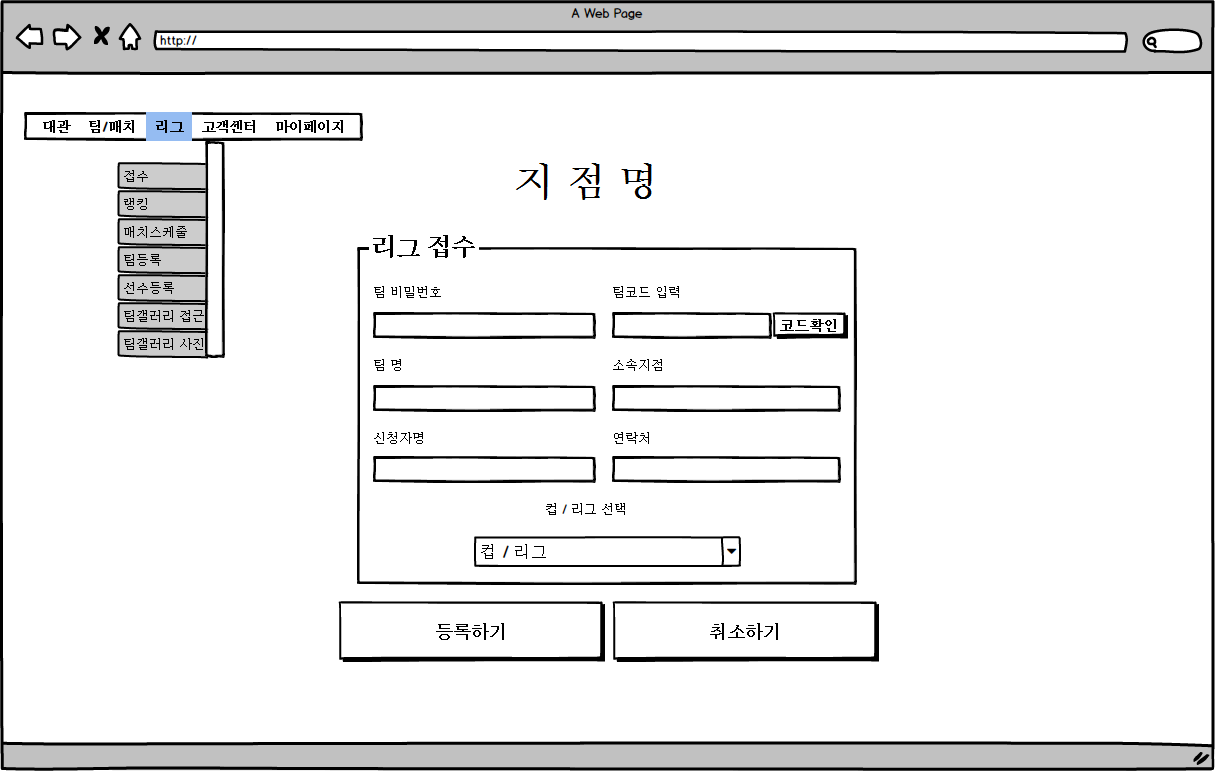 A Web Page
http://
대관 팀/매치 리그 고객센터 마이페이지
접수
랭킹
매치스케줄
팀등록
선수등록
팀갤러리 접근
팀갤러리 사진
지 점 명
리그 접수
팀 비밀번호 팀코드 입력
코드확인
팀 명 소속지점
신청자명 연락처
컵 / 리그 선택
컵 / 리그
등록하기 취소하기